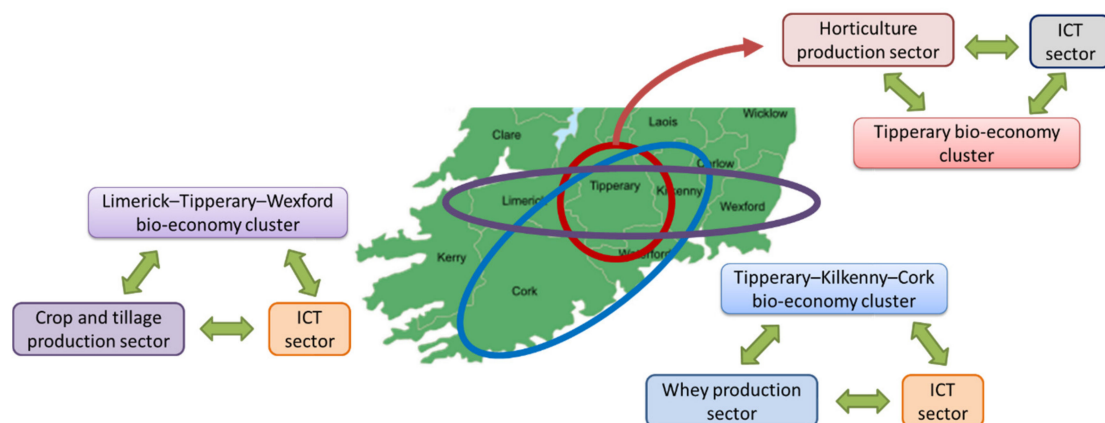 Horticulture
production sector
ICT
sector
Tipperary bio-economy
cluster
Wicklow
Laois
Clare
Carlow
Tipperary
Kilkenny
Limerick
Wexford
Waterford
Kerry
Cork
Limerick–Tipperary–Wexford
bio-economy cluster
Crop and tillage
production sector
ICT
sector
Tipperary–Kilkenny–Cork
bio-economy cluster
Whey production
sector
ICT
sector